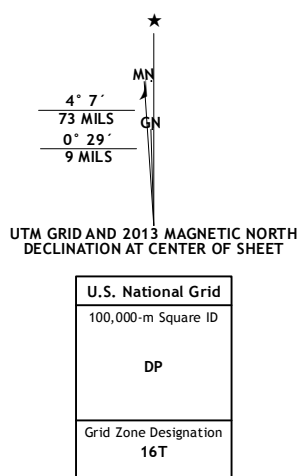 ★
MN
4° 7´
73 MILS
GN
0° 29´
9 MILS
UTM GRID AND 2013 MAGNETIC NORTH
DECLINATION AT CENTER OF SHEET
U.S. National Grid
100,000-m Square ID
DP
Grid Zone Designation
16T